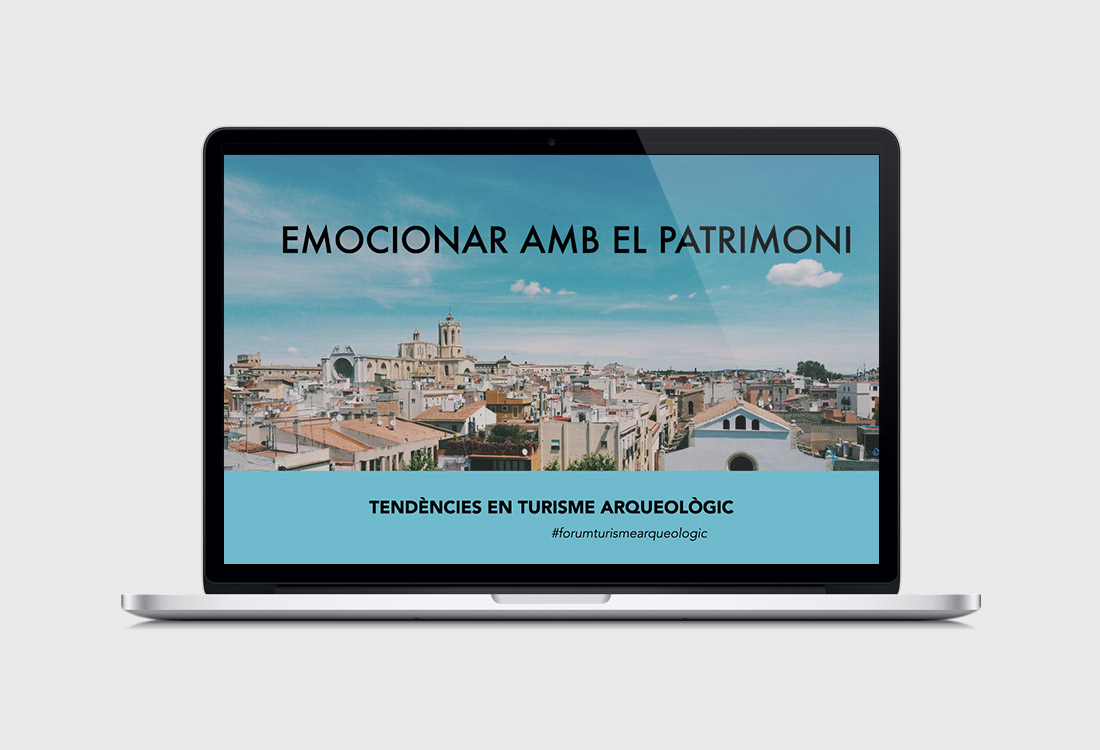 EMOCIONAR AMB EL PATRIMONI
TENDÈNCIES EN TURISME ARQUEOLÒGIC
#forumturismearqueologic